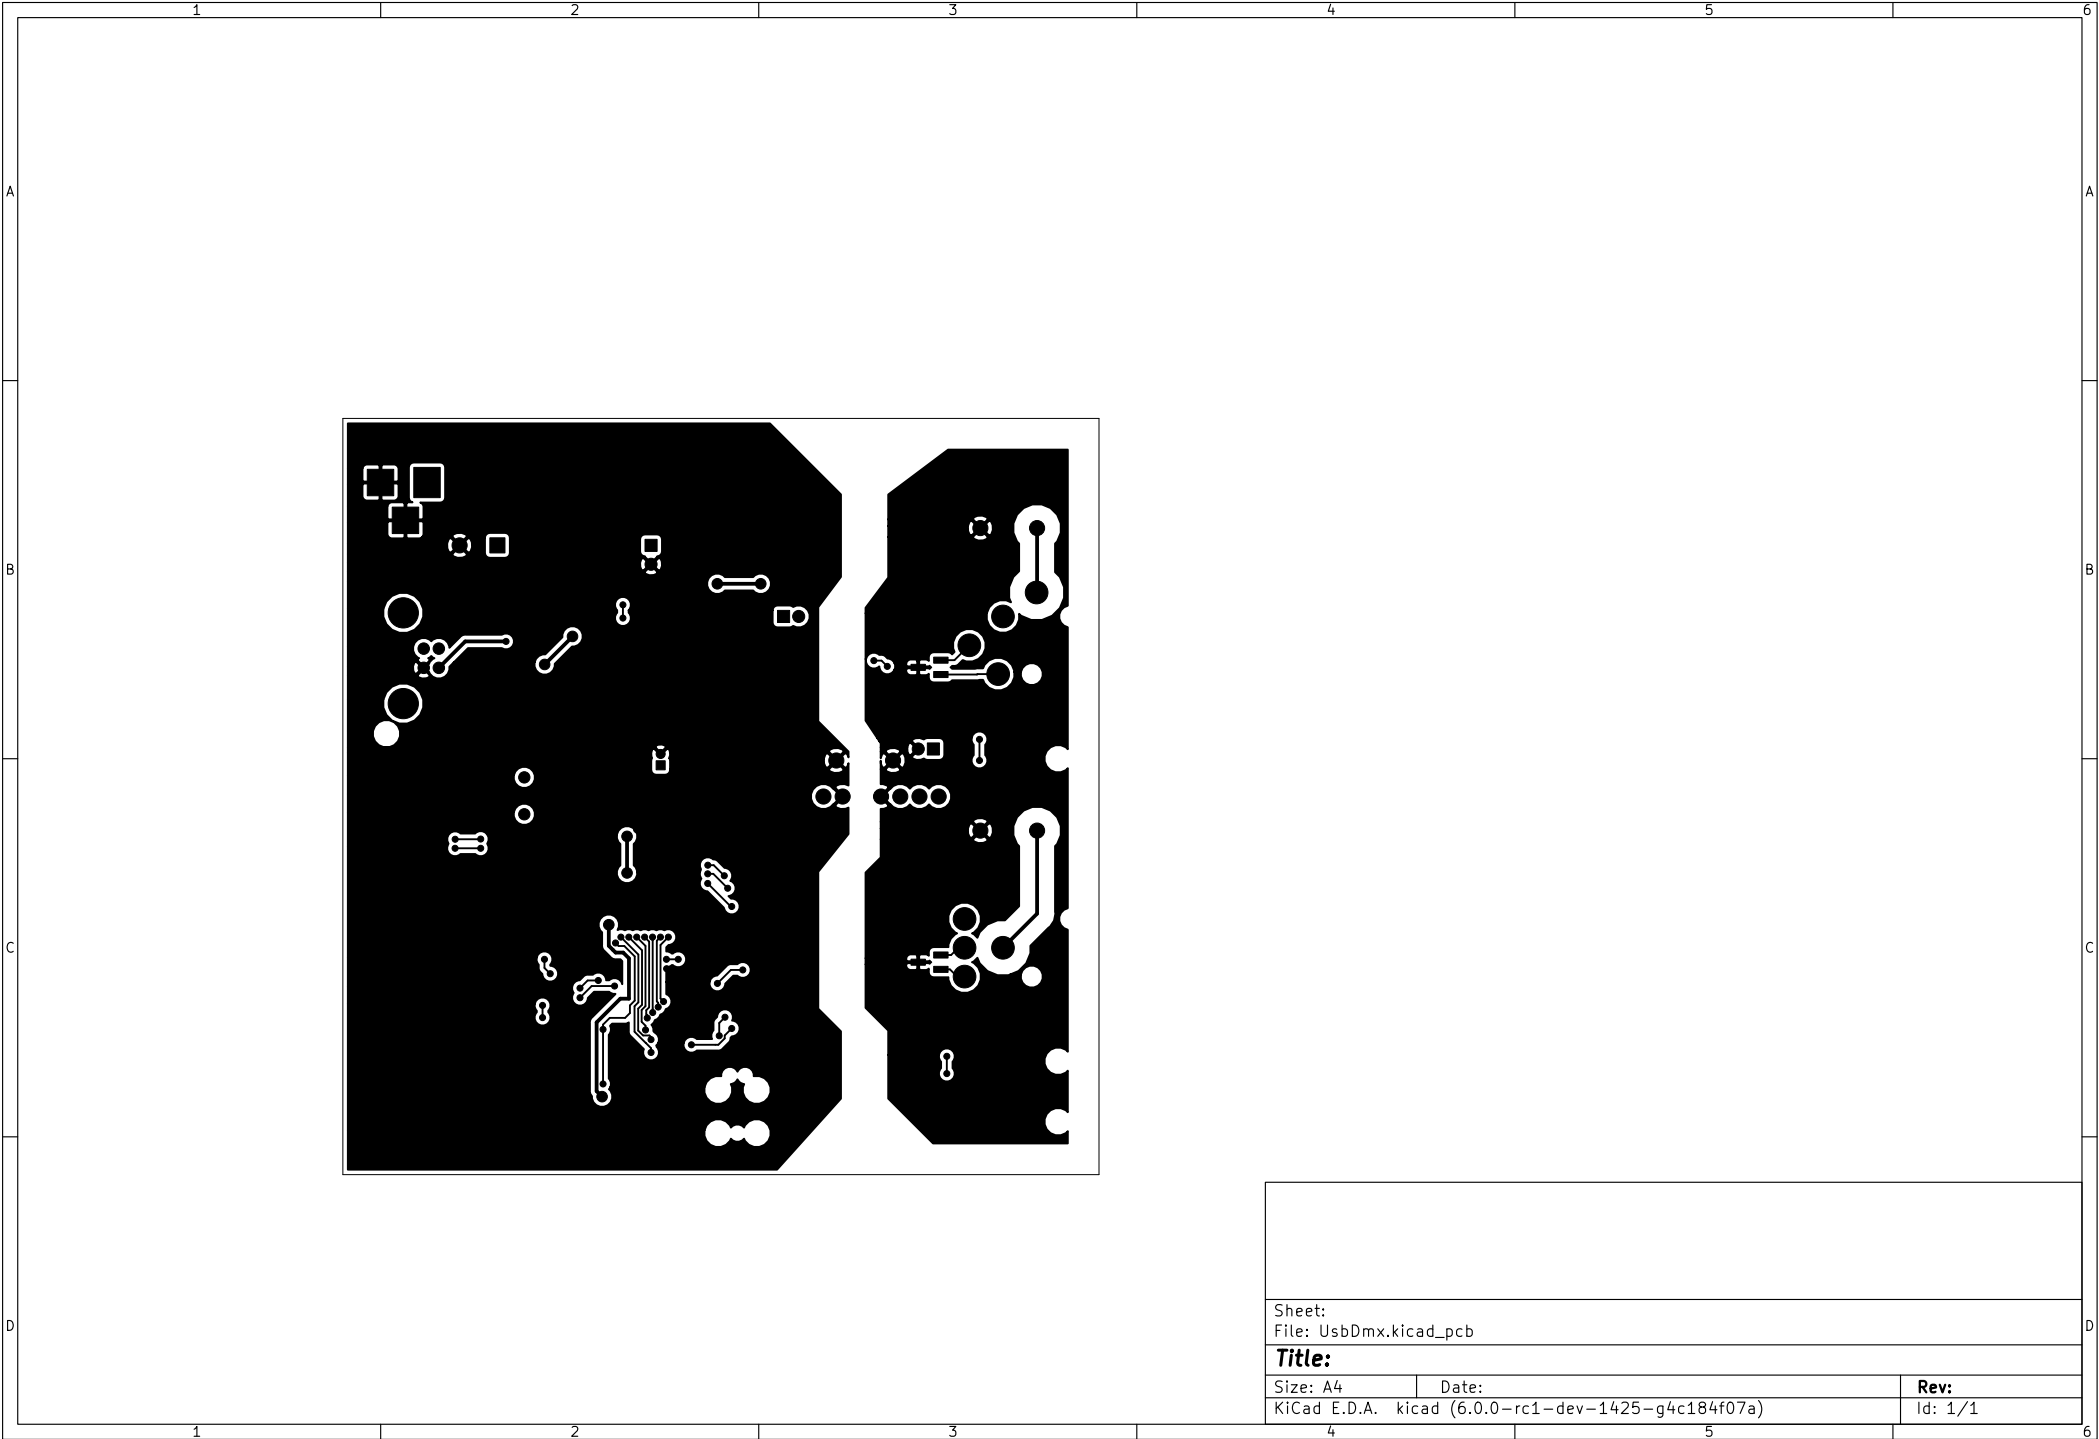 1 2 3 4 5 6
A A
B B
C C
Sheet:
File: UsbDmx.kicad_pcb
D D
Title:
Size: A4 Date: Rev:
KiCad E.D.A. kicad (6.0.0-rc1-dev-1425-g4c184f07a) Id: 1/1
1 2 3 4 5 6